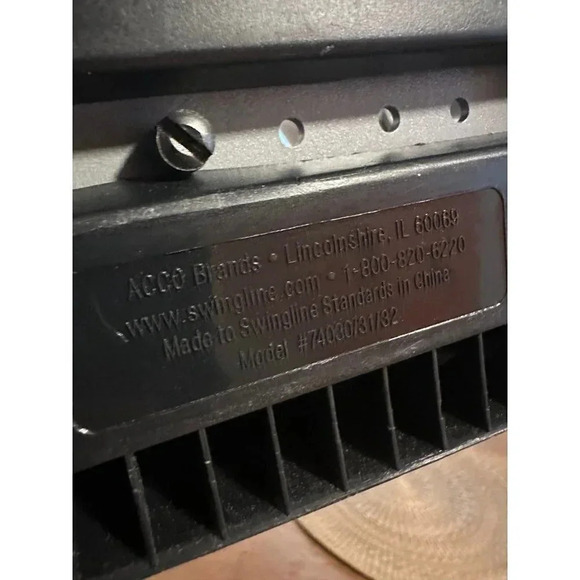 ACCO Brands • Lincolnshire, IL 60069
www.swingline.com • 1-800-820-6220
Made to Swingline Standards in China
Model #74030/31/32